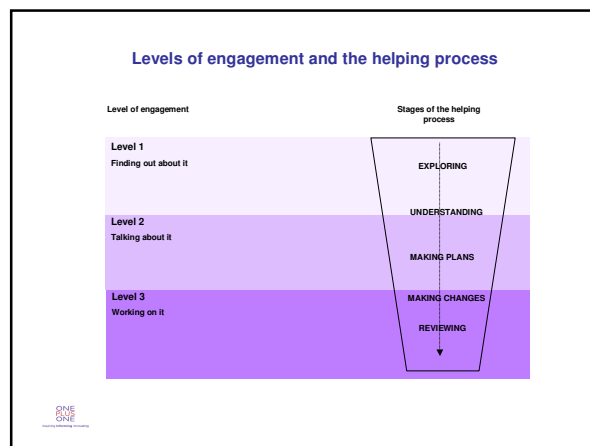 Levels of engagement and the helping process
Level of engagement
Stages of the helping
process
Level 1
Finding out about it
EXPLORING
UNDERSTANDING
Level 2
Talking about it
MAKING PLANS
Level 3
MAKING CHANGES
Working on it
REVIEWING
ONE
PLUS
ONE